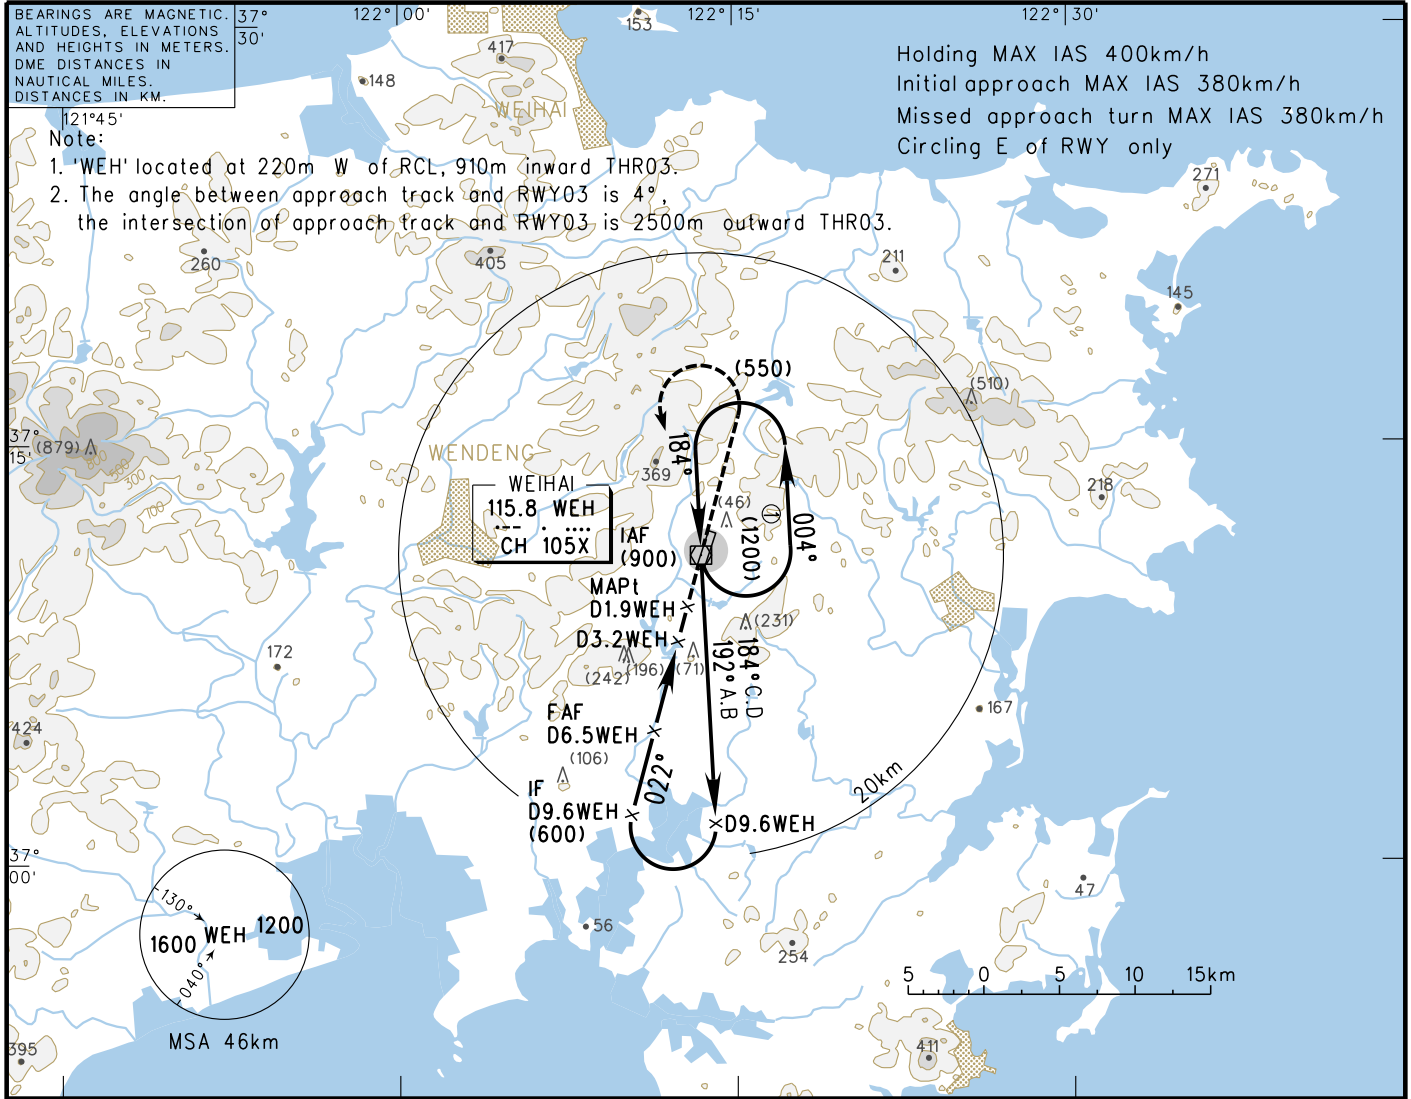 BEARINGS ARE MAGNETIC.
ALTITUDES, ELEVATIONS
AND HEIGHTS IN METERS.
DME DISTANCES IN
NAUTICAL MILES.
DISTANCES IN KM.
37°
30'
122° 00'
122° 15'
122° 30'
121°45'
Holding MAX IAS 400km/h
Initial approach MAX IAS 380km/h
Missed approach turn MAX IAS 380km/h
Circling E of RWY only
Note:
1. 'WEH' located at 220m W of RCL, 910m inward THR03.
2. The angle between approach track and RWY03 is 4°,
the intersection of approach track and RWY03 is 2500m outward THR03.
153
417
148
WEIHAI
271
260
405
211
145
(550)
(510)
37°
15'
(879)
800
500
300
100
WENDENG
184°
369
218
WEIHAI
115.8 WEH
CH 105X
(46)
1
(1200)
004°
IAF
(900)
MAPt
D1.9WEH
D3.2WEH
(231)
(242)
(196)
(71)
184° C.D
192° A.B
172
167
424
FAF
D6.5WEH
(106)
022°
IF
D9.6WEH
(600)
D9.6WEH
20km
37°
00'
47
130°
1600
WEH
1200
040°
MSA 46km
56
254
5 0 5 10 15km
395
411